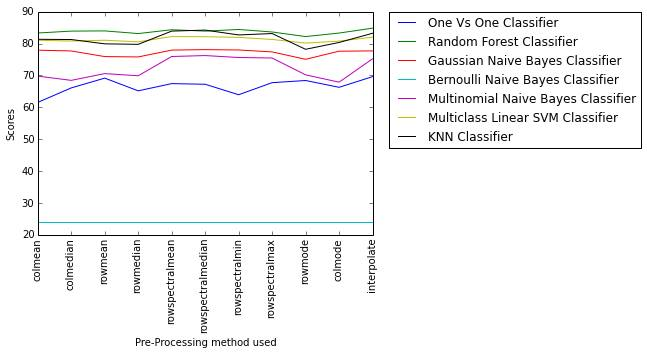 90
80
70
60
50
40
30
20
Scores
colmean
colmedian
rowmean
rowmedian
rowspectralmean
rowspectralmedian
rowspectralmin
rowspectralmax
rowmode
colmode
interpolate
Pre-Processing method used
One Vs One Classifier
Random Forest Classifier
Gaussian Naive Bayes Classifier
Bernoulli Naive Bayes Classifier
Multinomial Naive Bayes Classifier
Multiclass Linear SVM Classifier
KNN Classifier